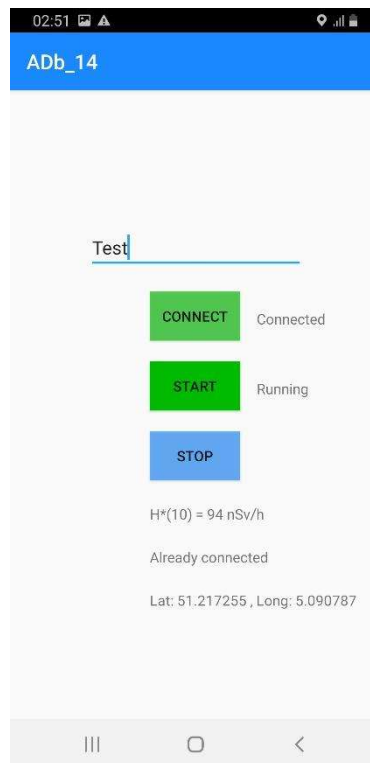 02:51
ADb_14
Test
CONNECT Connected
START Running
STOP
H*(10) = 94 nSv/h
Already connected
Lat: 51.217255 , Long: 5.090787